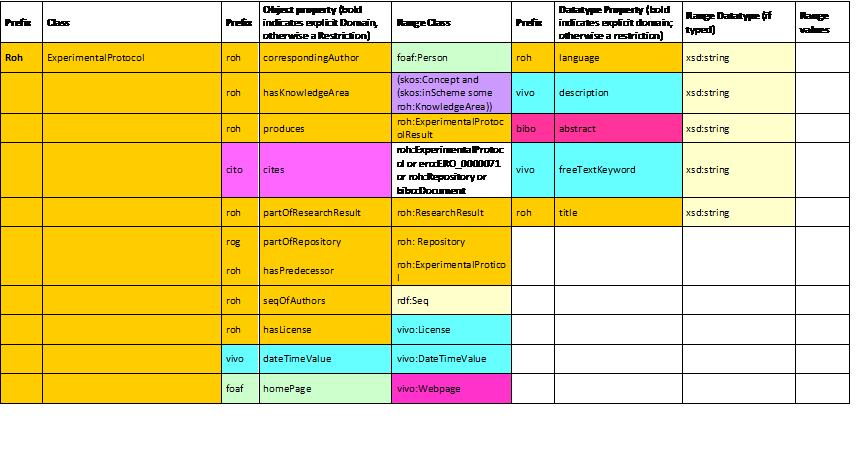 Prefix Class Prefix Object property (bold indicates explicit Domain, otherwise a Restriction) Range Class Prefix Datatype Property (bold indicates explicit domain; otherwise a restriction) Range Datatype (if typed) Range values
Roh ExperimentalProtocol roh correspondingAuthor foaf:Person roh language xsd:string
roh hasKnowledgeArea (skos:Concept and (skos:inScheme some roh:KnowledgeArea)) vivo description xsd:string
roh produces roh:ExperimentalProtocolResult bibo abstract xsd:string
cito cites roh:ExperimentalProtocol or ero:ERO_0000071 or roh:Repository or bibo:Document vivo freeTextKeyword xsd:string
roh partOfResearchResult roh:ResearchResult roh title xsd:string
rog partOfRepository roh: Repository
roh hasPredecessor roh:ExperimentalProticol
roh seqOfAuthors rdf:Seq
roh hasLicense vivo:License
vivo dateTimeValue vivo:DateTimeValue
foaf homePage vivo:Webpage